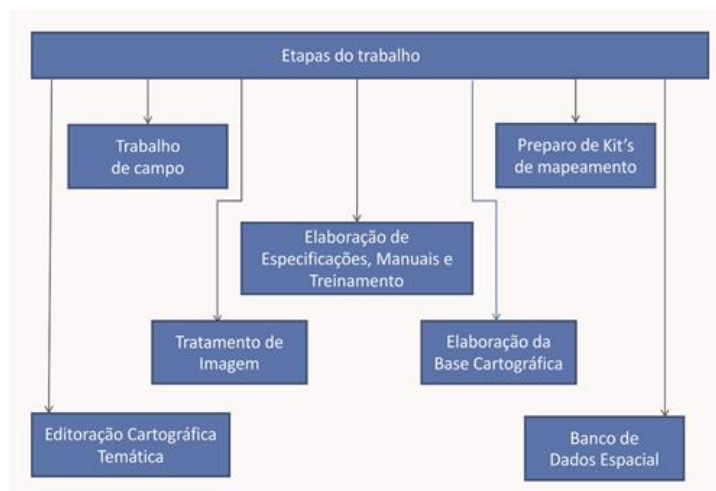 Etapas do trabalho
Trabalho
de campo
Preparo de Kit's
de mapeamento
Elaboração de
Especificações, Manuais e
Treinamento
Tratamento de
Imagem
Elaboração da
Base Cartográfica
Editoração Cartográfica
Temática
Banco de
Dados Espacial